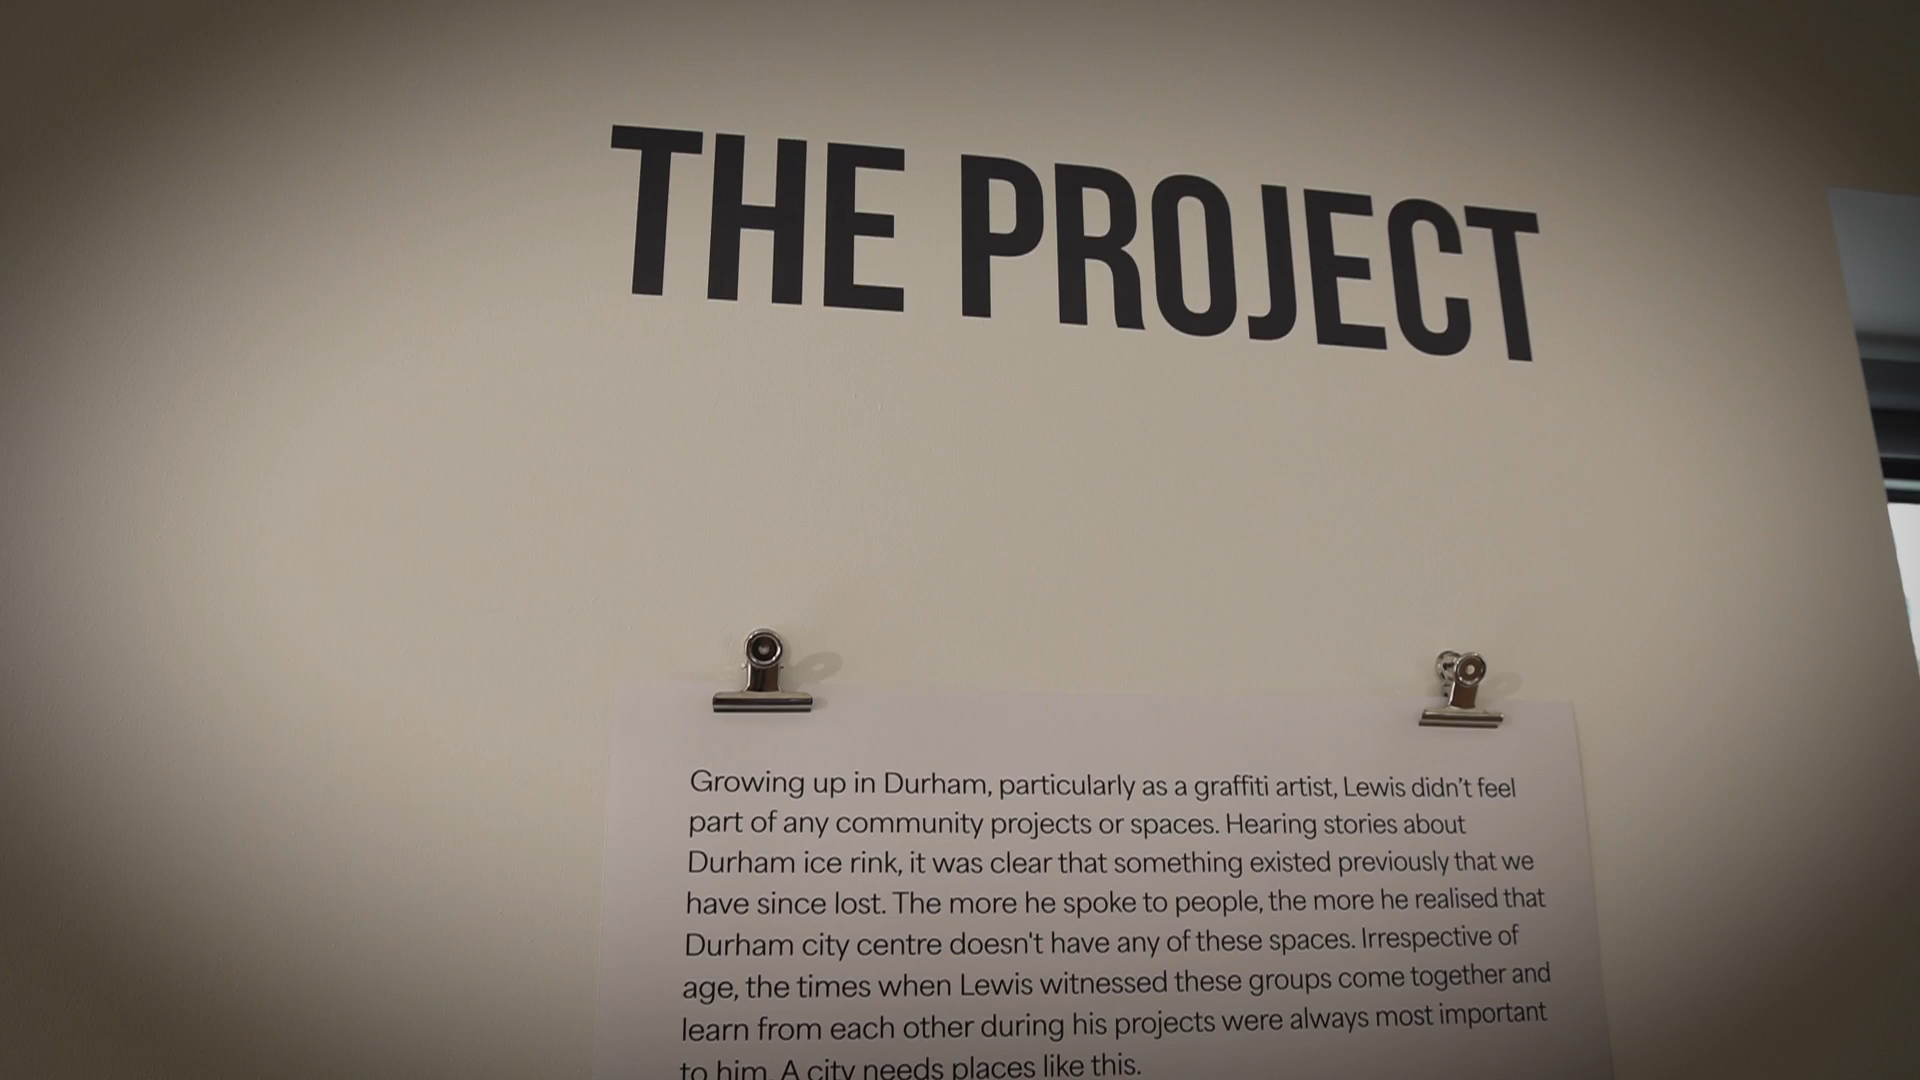 THE PROJECT
Growing up in Durham, particularly as a graffiti artist, Lewis didn't feel
part of any community projects or spaces. Hearing stories about
Durham ice rink, it was clear that something existed previously that we
have since lost. The more he spoke to people, the more he realised that
Durham city centre doesn't have any of these spaces. Irrespective of
age, the times when Lewis witnessed these groups come together and
learn from each other during his projects were always most important
to him. A city needs places like this.